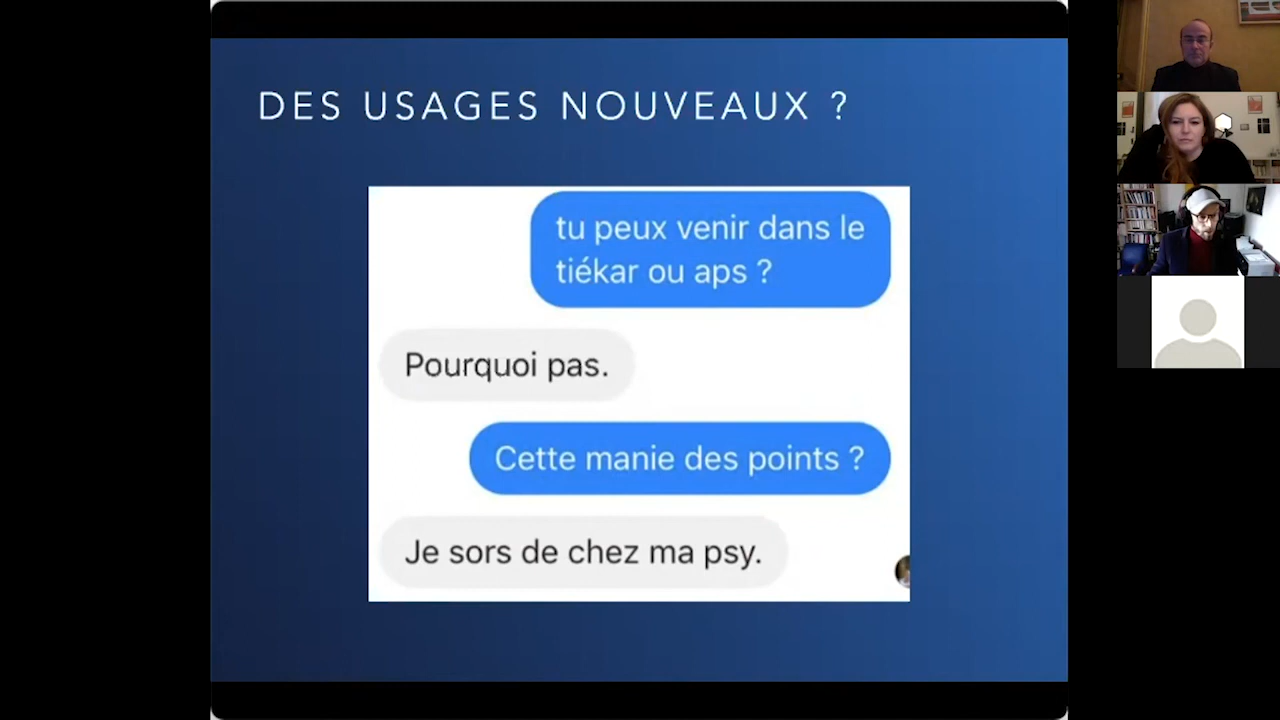 DES USAGES NOUVEAUX ?
tu peux venir dans le
tiékar ou aps ?
Pourquoi pas.
Cette manie des points ?
Je sors de chez ma psy.